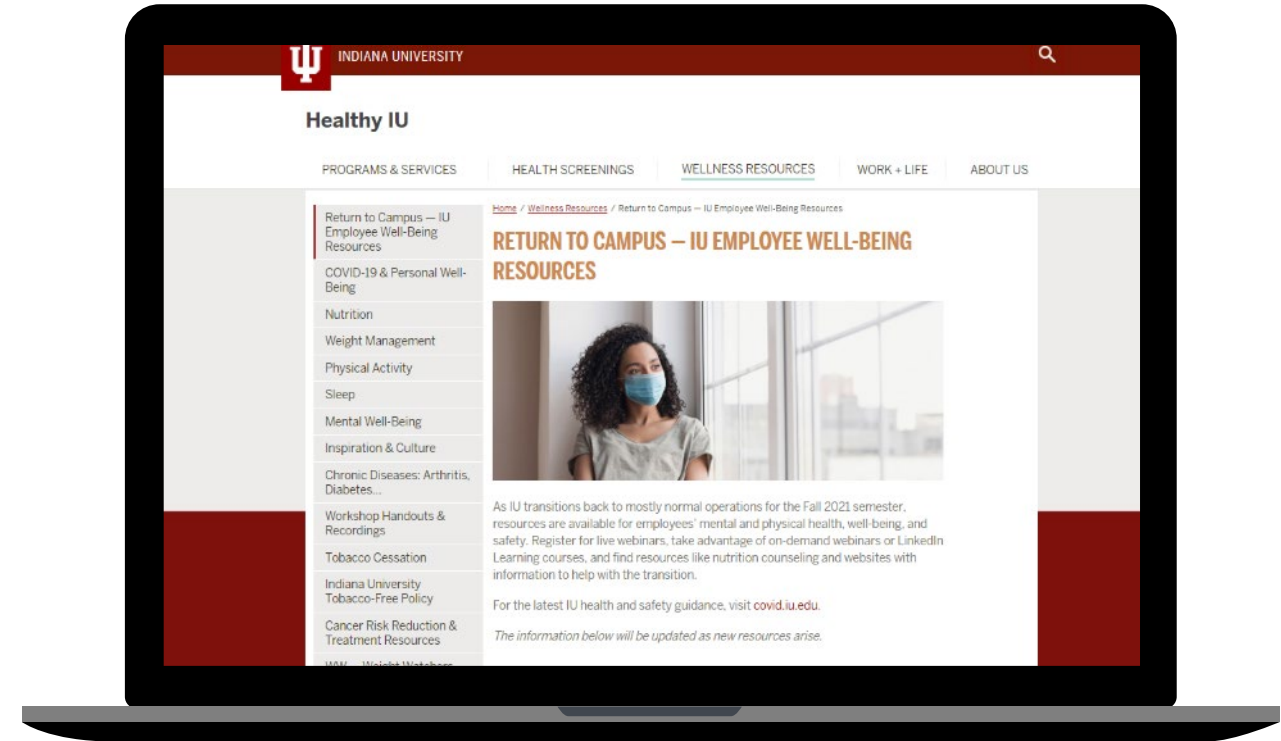 INDIANA UNIVERSITY
Healthy IU
PROGRAMS & SERVICES
HEALTH SCREENINGS
WELLNESS RESOURCES
WORK + LIFE
ABOUT US
Return to Campus — IU
Employee Well-Being
Resources
COVID-19 & Personal Well-
Being
Nutrition
Weight Management
Physical Activity
Sleep
Mental Well-Being
Inspiration & Culture
Chronic Diseases: Arthritis,
Diabetes...
Workshop Handouts &
Recordings
Tobacco Cessation
Indiana University
Tobacco-Free Policy
Cancer Risk Reduction &
Treatment Resources
WW — Weight Watchers
Home / Wellness Resources / Return to Campus — IU Employee Well-Being Resources
RETURN TO CAMPUS — IU EMPLOYEE WELL-BEING
RESOURCES
As IU transitions back to mostly normal operations for the Fall 2021 semester,
resources are available for employees' mental and physical health, well-being, and
safety. Register for live webinars, take advantage of on-demand webinars or LinkedIn
Learning courses, and find resources like nutrition counseling and websites with
information to help with the transition.
For the latest IU health and safety guidance, visit covid.iu.edu.
The information below will be updated as new resources arise.